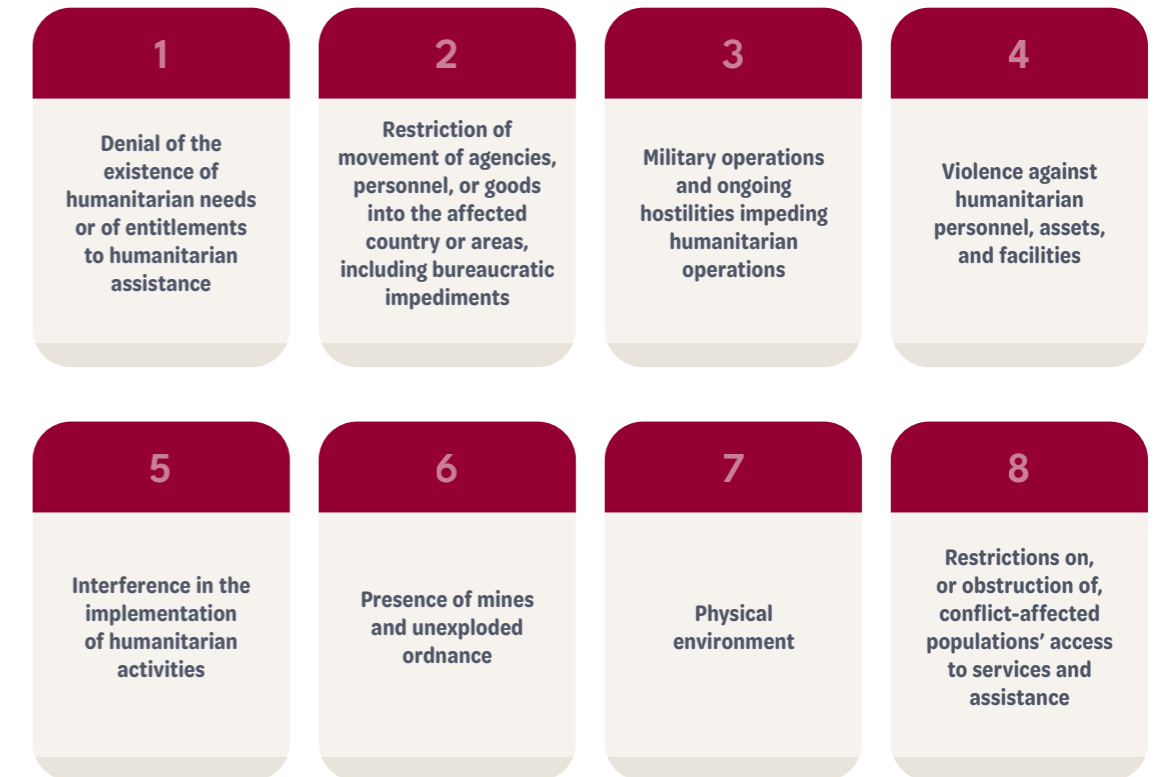 1
Denial of the
existence of
humanitarian needs
or of entitlements
to humanitarian
assistance
2
Restriction of
movement of agencies,
personnel, or goods
into the affected
country or areas,
including bureaucratic
impediments
3
Military operations
and ongoing
hostilities impeding
humanitarian
operations
4
Violence against
humanitarian
personnel, assets,
and facilities
5
Interference in the
implementation
of humanitarian
activities
6
Presence of mines
and unexploded
ordnance
7
Physical
environment
8
Restrictions on,
or obstruction of,
conflict-affected
populations’ access
to services and
assistance